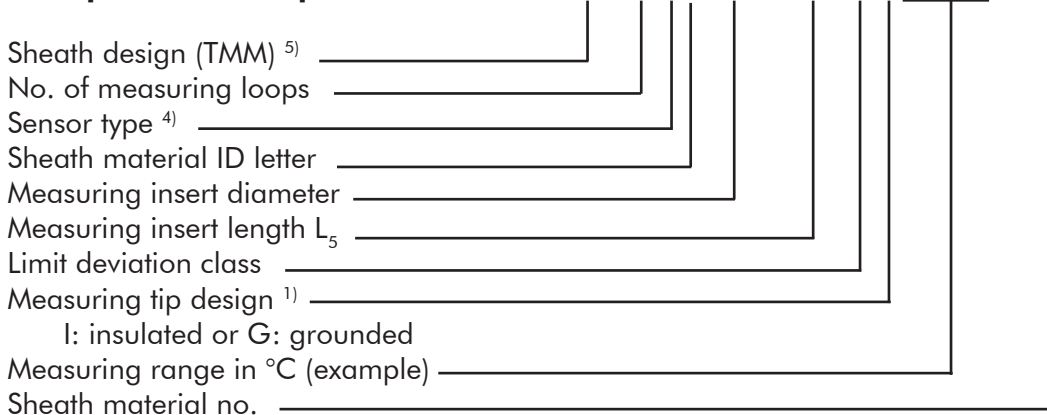 Sheath design (TMM) 5)
No. of measuring loops
Sensor type 4)
Sheath material ID letter
Measuring insert diameter
Measuring insert length L5
Limit deviation class
Measuring tip design 1)
I: insulated or G: grounded
Measuring range in °C (example)
Sheath material no.